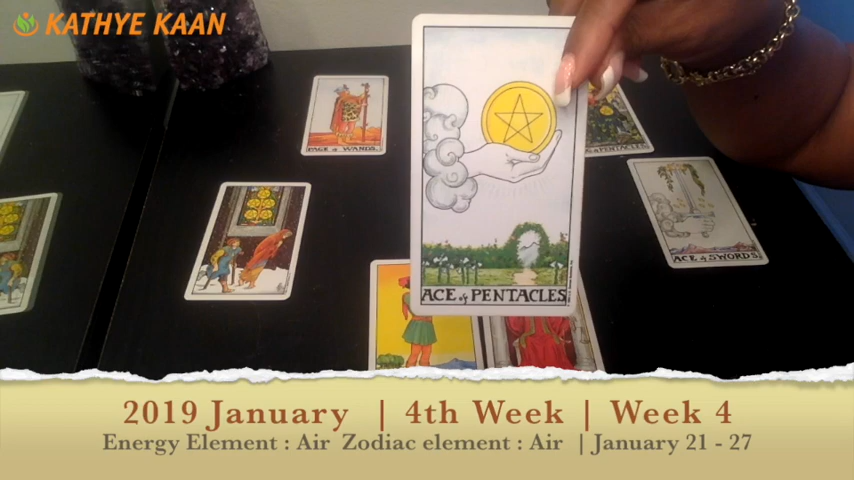 KATHYE KAAN
PAGE of WANDS.
PENTACLES.
ACE of SWORDS.
ACE of PENTACLES.
2019 January | 4th Week | Week 4
Energy Element : Air Zodiac element : Air | January 21 - 27